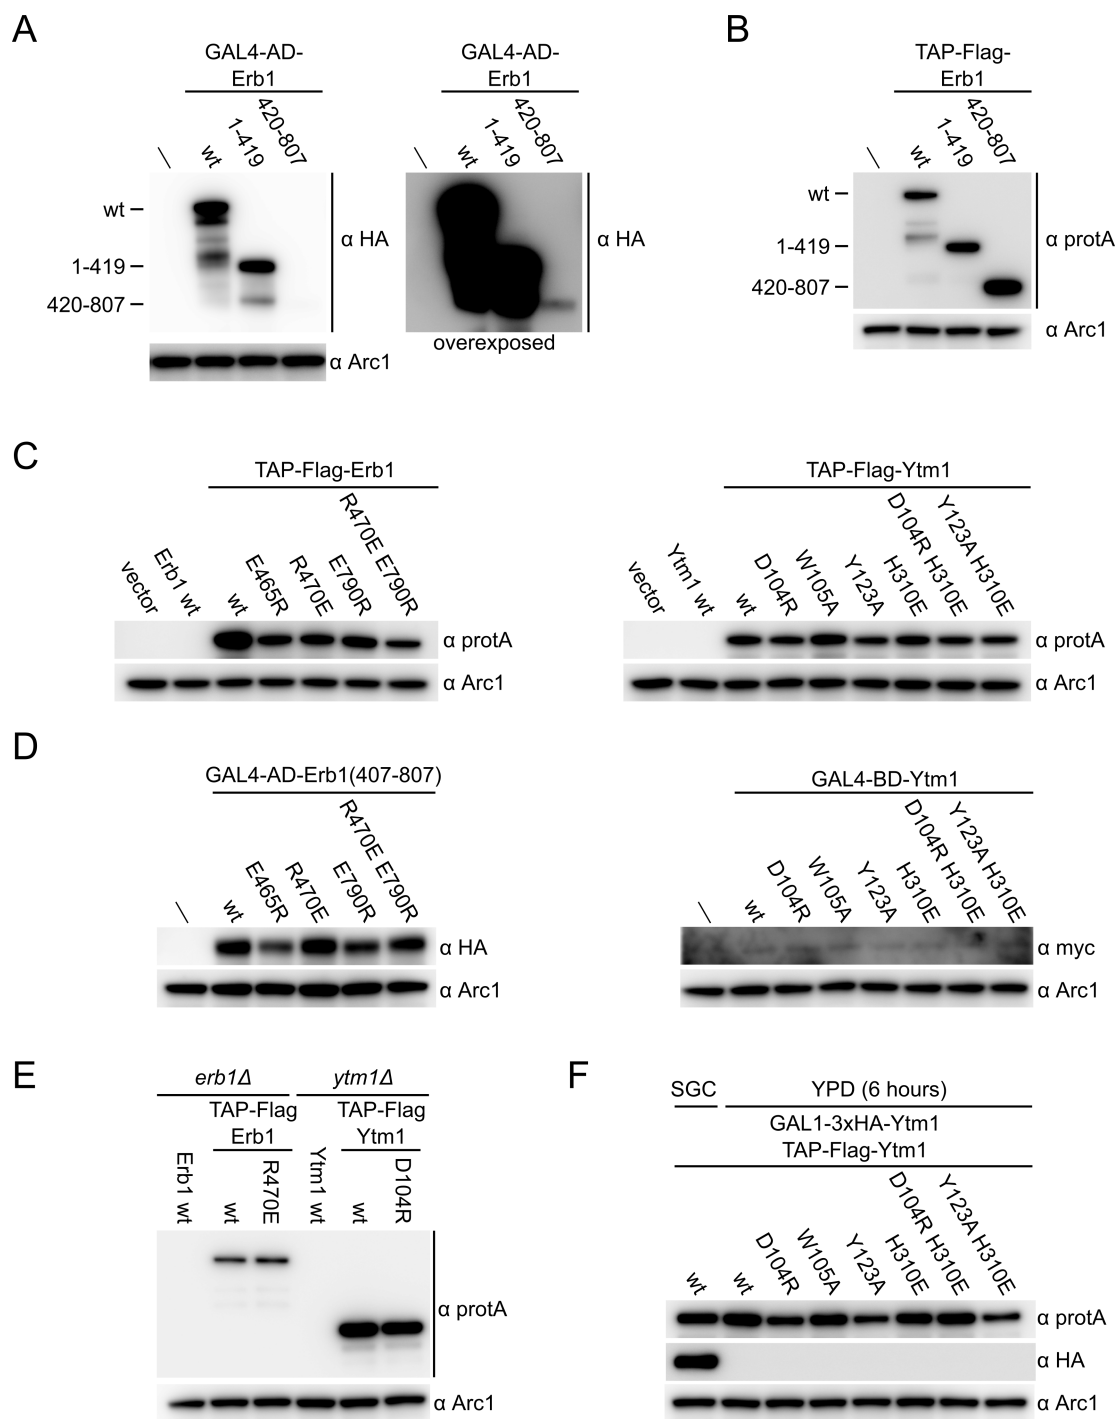 A
GAL4-AD-
Erb1
— wt 1-419 420-807
wt –
1-419 –
420-807 –
α HA
α Arc1
GAL4-AD-
Erb1
— wt 1-419 420-807
α HA
overexposed
B
TAP-Flag-
Erb1
— wt 1-419 420-807
wt –
1-419 –
420-807 –
α protA
α Arc1
C
TAP-Flag-Erb1
vector Erb1 wt wt E465R R470E E790R R470E E790R
α protA
α Arc1
TAP-Flag-Ytm1
vector Ytm1 wt wt D104R W105A Y123A H310E D104R H310E Y123A H310E
α protA
α Arc1
D
GAL4-AD-Erb1(407-807)
— wt E465R R470E E790R R470E E790R
α HA
α Arc1
GAL4-BD-Ytm1
— wt D104R W105A Y123A H310E D104R H310E Y123A H310E
α myc
α Arc1
E
erb1Δ ytm1Δ
TAP-Flag TAP-Flag
Erb1 Ytm1
Erb1 wt wt R470E Ytm1 wt wt D104R
α protA
α Arc1
F
SGC YPD (6 hours)
GAL1-3xHA-Ytm1
TAP-Flag-Ytm1
wt wt D104R W105A Y123A H310E D104R H310E Y123A H310E
α protA
α HA
α Arc1